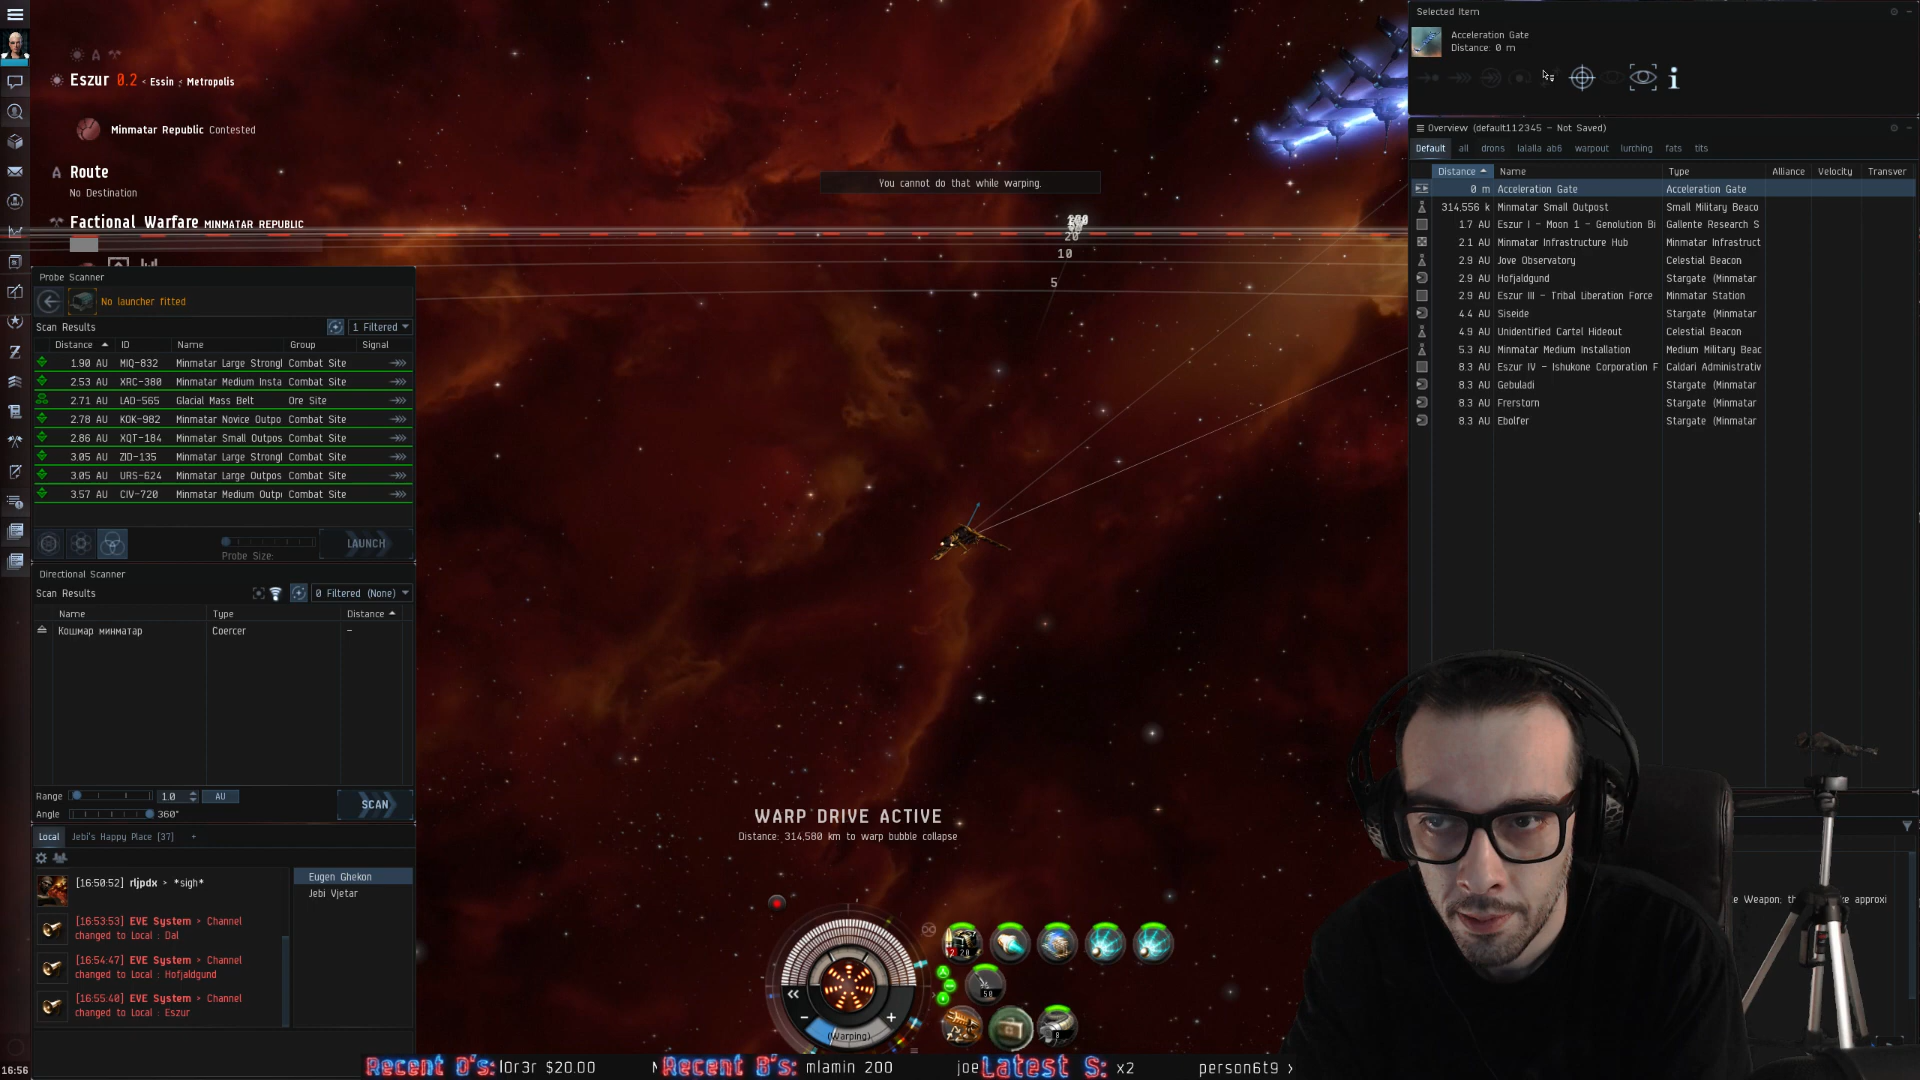 Eszur 0.2 < Essin < Metropolis
Minmatar Republic Contested
Route
No Destination
Factional Warfare MINMATAR REPUBLIC
Probe Scanner
No launcher fitted
Scan Results
1 Filtered
Distance ID Name Group Signal
1.90 AU MIQ-832 Minmatar Large Strongl Combat Site
2.53 AU XRC-380 Minmatar Medium Insta Combat Site
2.71 AU LAO-565 Glacial Mass Belt Ore Site
2.78 AU KOK-982 Minmatar Novice Outpo Combat Site
2.86 AU XQT-184 Minmatar Small Outpos Combat Site
3.05 AU ZID-135 Minmatar Large Strongl Combat Site
3.05 AU URS-624 Minmatar Large Outpos Combat Site
3.57 AU CIV-720 Minmatar Medium Outp Combat Site
Probe Size:
LAUNCH
Directional Scanner
Scan Results
0 Filtered (None)
Name Type Distance
Кошмар минматар Coercer –
Range 1.0 AU
Angle 360°
SCAN
Local Jebi's Happy Place [37] +
[16:50:52] rljpdx > *sigh*
[16:53:53] EVE System > Channel
changed to Local : Dal
[16:54:47] EVE System > Channel
changed to Local : Hofjaldgund
[16:55:40] EVE System > Channel
changed to Local : Eszur
Eugen Ghekon
Jebi Vjetar
16:56
You cannot do that while warping.
20
10
5
WARP DRIVE ACTIVE
Distance: 314,580 km to warp bubble collapse
(Warping)
50
8
Recent D's: l0r3r $20.00
Recent B's: mlamin 200
joe
Latest S: x2
person6t9 x
Selected Item
Acceleration Gate
Distance: 0 m
Overview (default112345 - Not Saved)
Default all drons lalalla ab6 warpout lurching fats tits
Distance Name Type Alliance Velocity Transver
0 m Acceleration Gate Acceleration Gate
314,556 k Minmatar Small Outpost Small Military Beaco
1.7 AU Eszur I - Moon 1 - Genolution Bi Gallente Research S
2.1 AU Minmatar Infrastructure Hub Minmatar Infrastruct
2.9 AU Jove Observatory Celestial Beacon
2.9 AU Hofjaldgund Stargate (Minmatar
2.9 AU Eszur III - Tribal Liberation Force Minmatar Station
4.4 AU Siseide Stargate (Minmatar
4.9 AU Unidentified Cartel Hideout Celestial Beacon
5.3 AU Minmatar Medium Installation Medium Military Beac
8.3 AU Eszur IV - Ishukone Corporation F Caldari Administrativ
8.3 AU Gebuladi Stargate (Minmatar
8.3 AU Frerstorn Stargate (Minmatar
8.3 AU Ebolfer Stargate (Minmatar